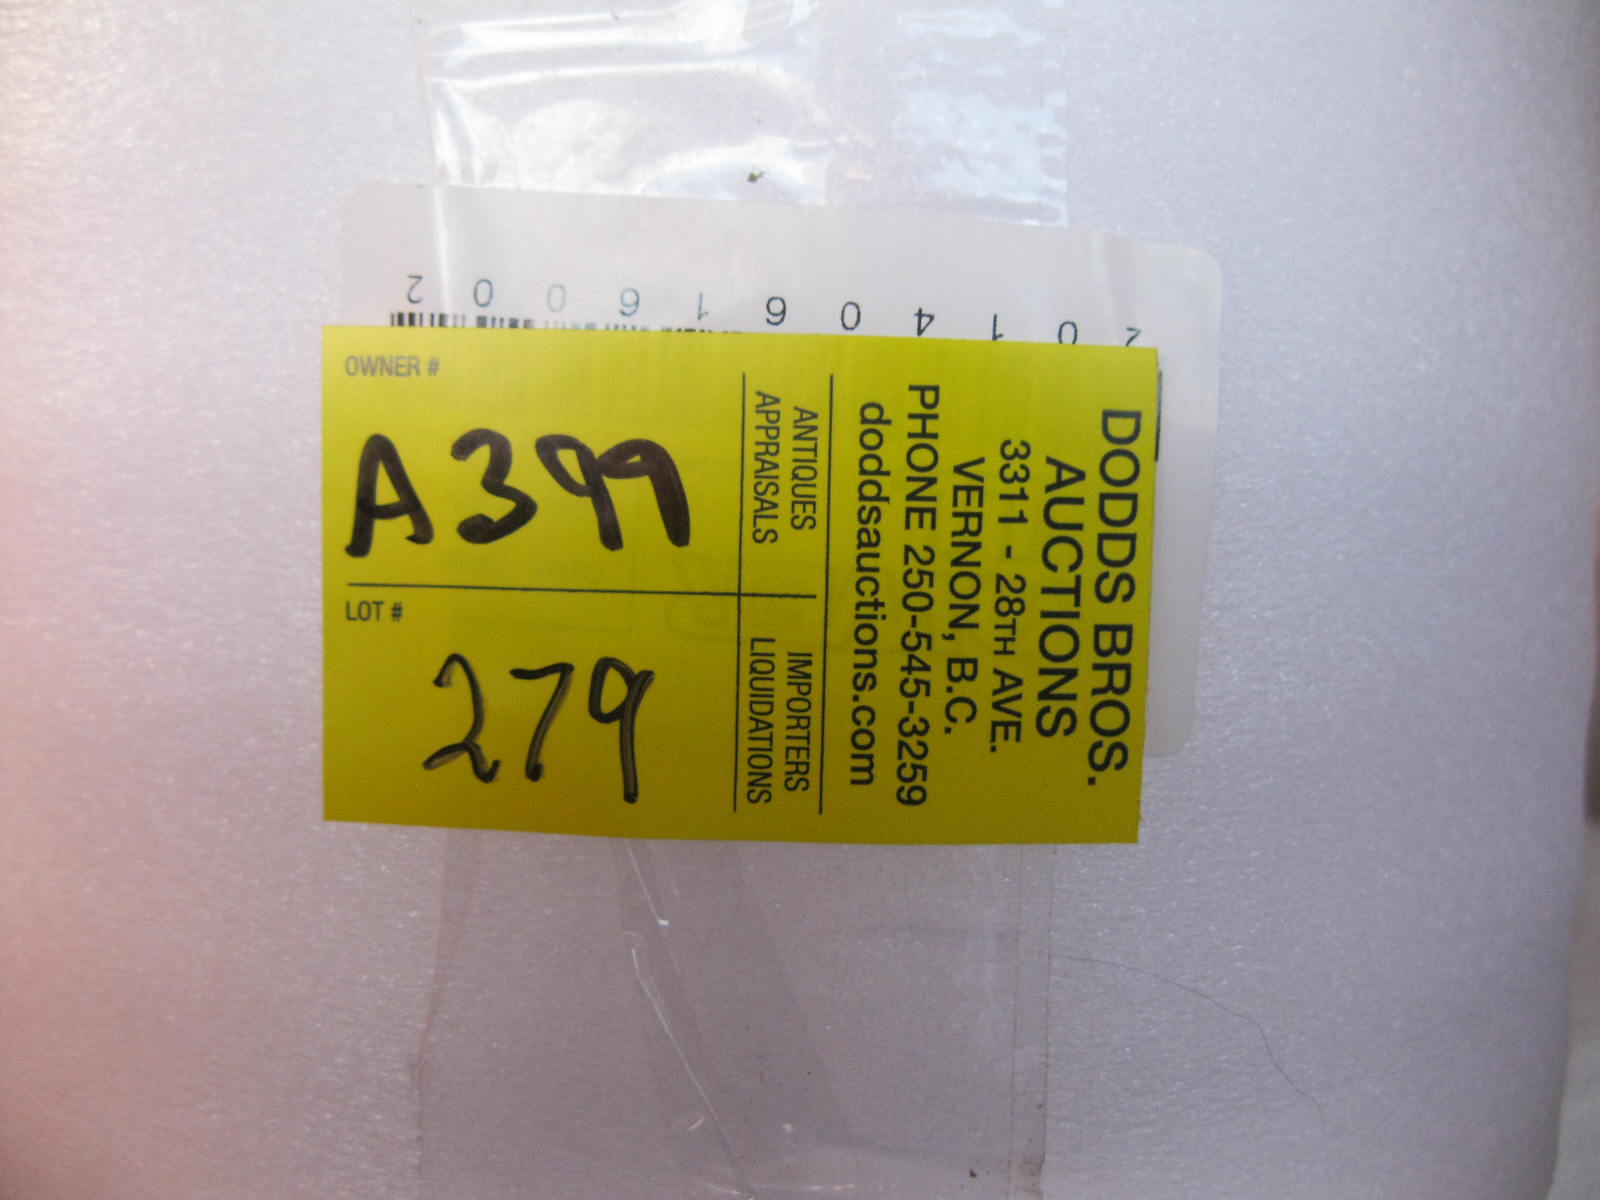 20140916002
DODDS BROS.
AUCTIONS
3311 - 28TH AVE.
VERNON, B.C.
PHONE 250-545-3259
doddsauctions.com
ANTIQUES
APPRAISALS
IMPORTERS
LIQUIDATIONS
OWNER #
A399
LOT #
279